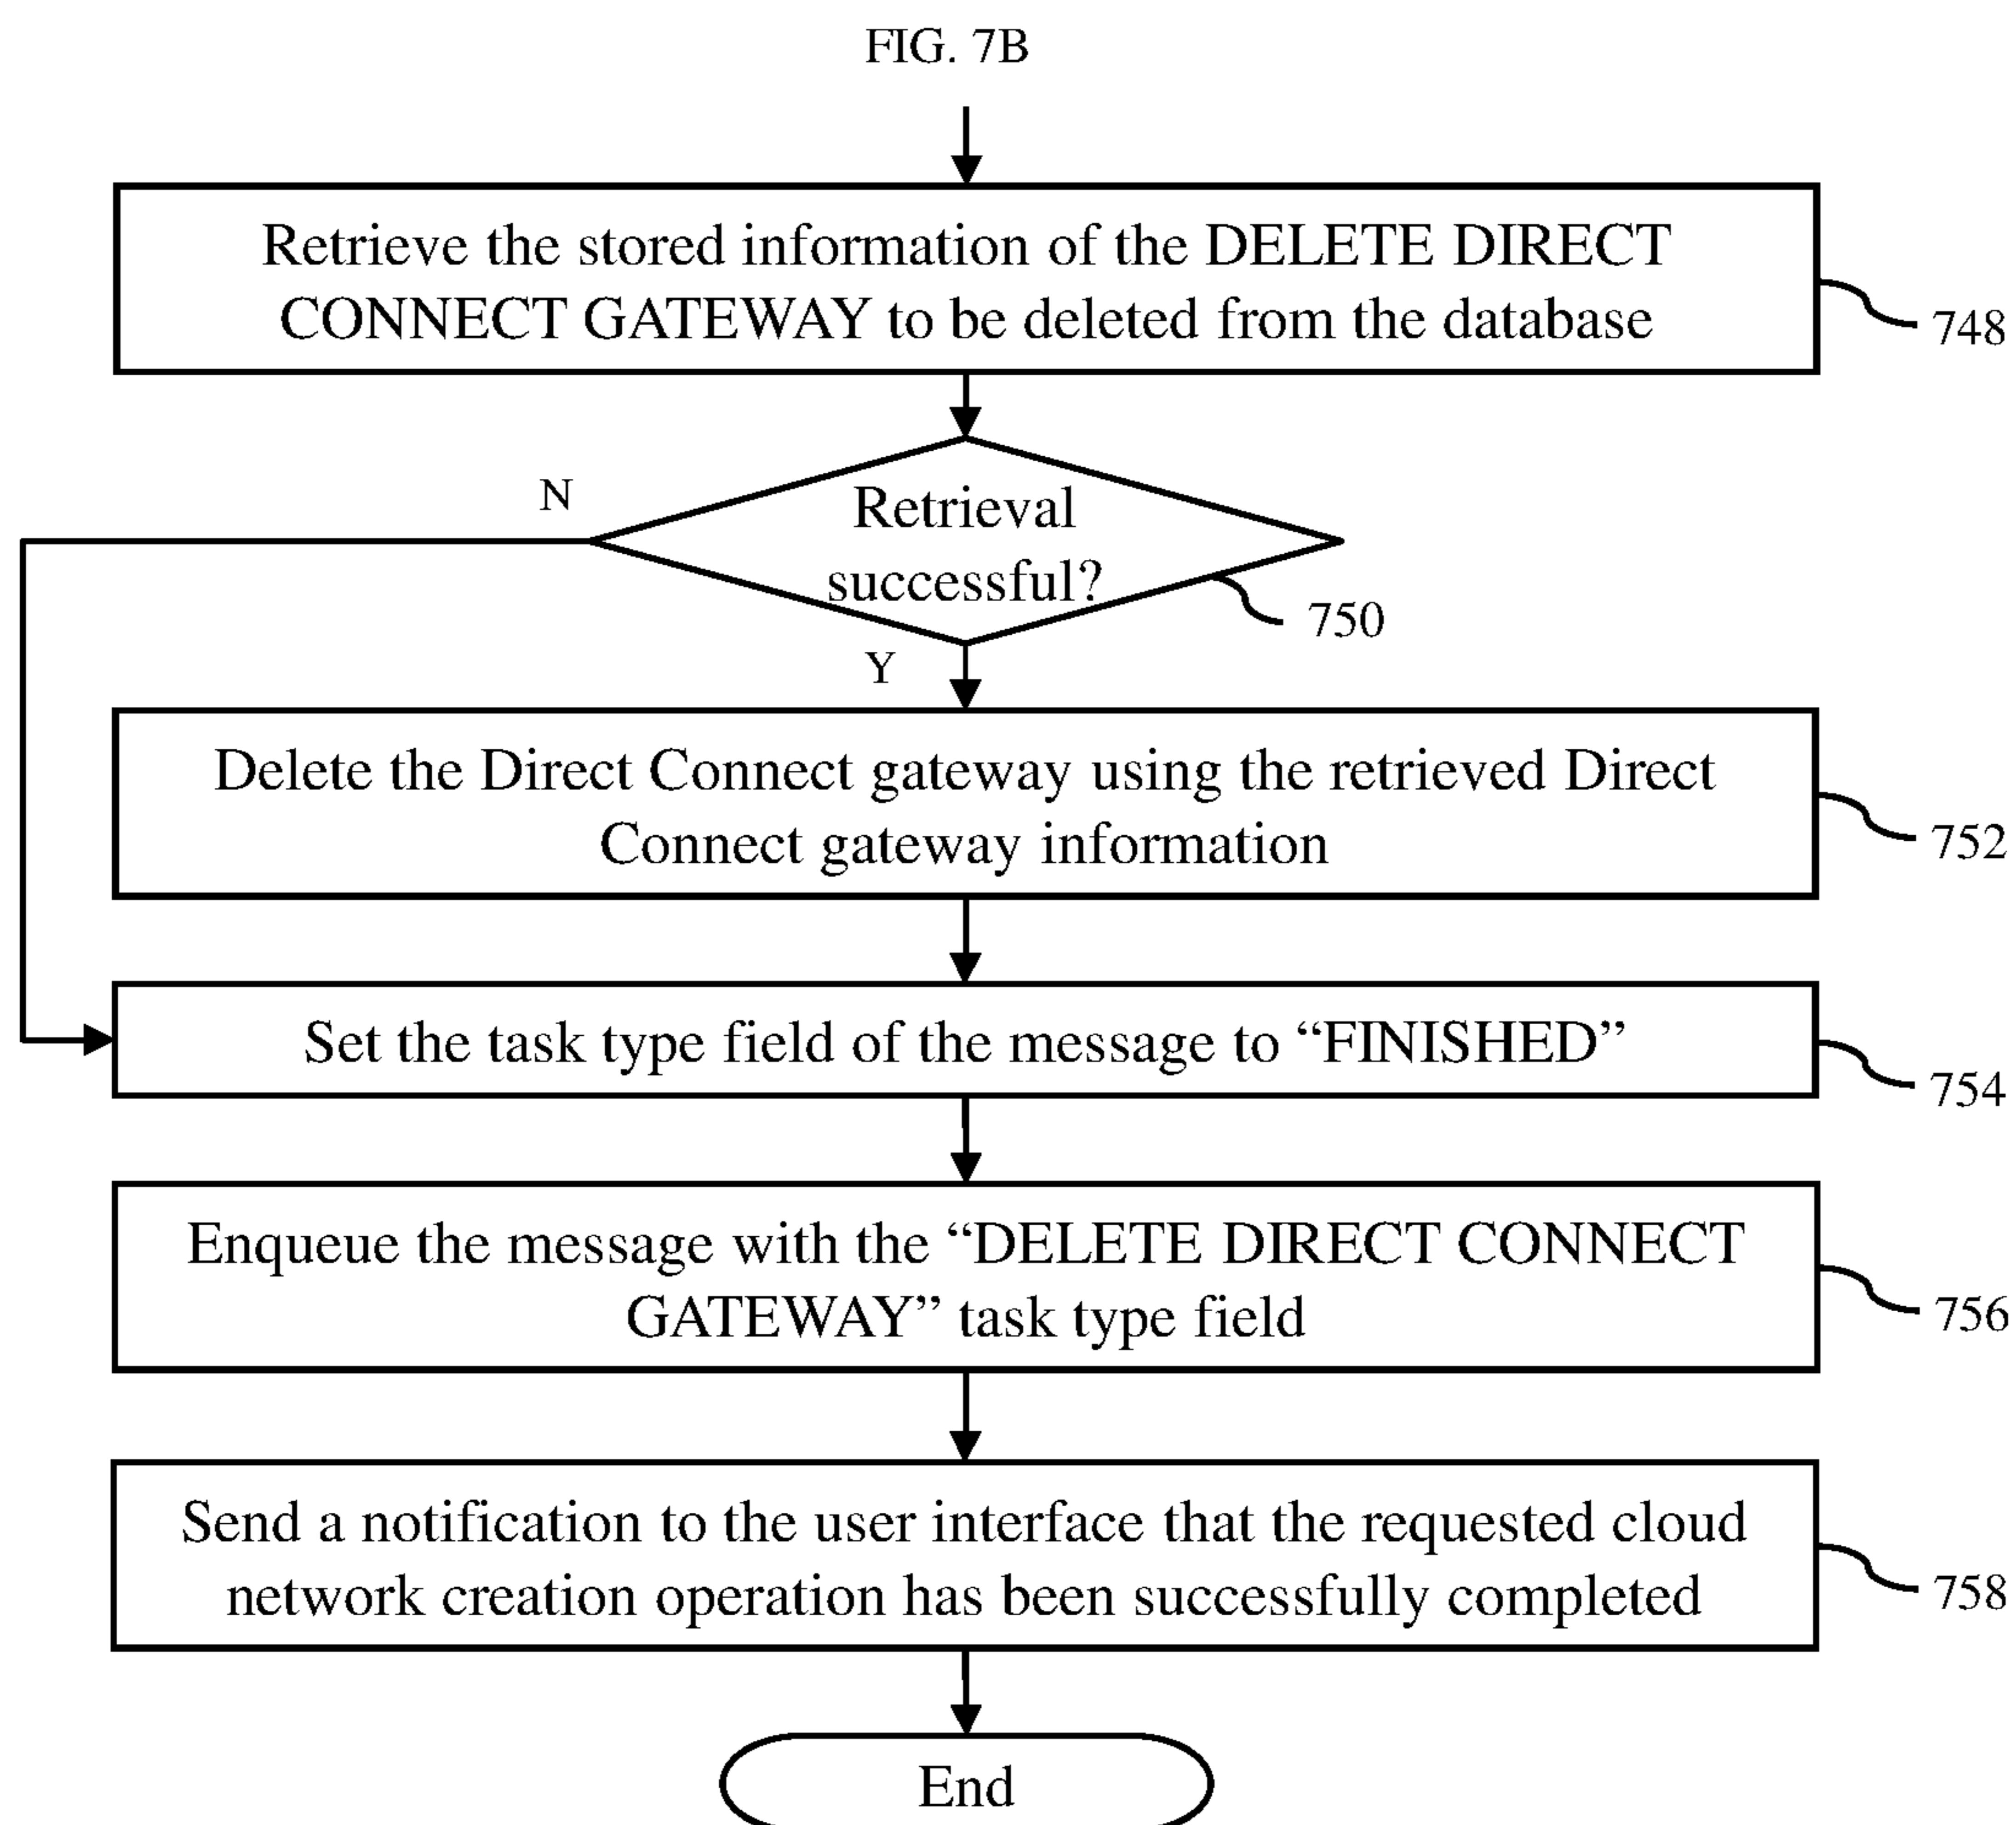 FIG. 7B
Retrieve the stored information of the DELETE DIRECT
CONNECT GATEWAY to be deleted from the database
748
N
Retrieval
successful?
750
Y
Delete the Direct Connect gateway using the retrieved Direct
Connect gateway information
752
Set the task type field of the message to “FINISHED”
754
Enqueue the message with the “DELETE DIRECT CONNECT
GATEWAY” task type field
756
Send a notification to the user interface that the requested cloud
network creation operation has been successfully completed
758
End